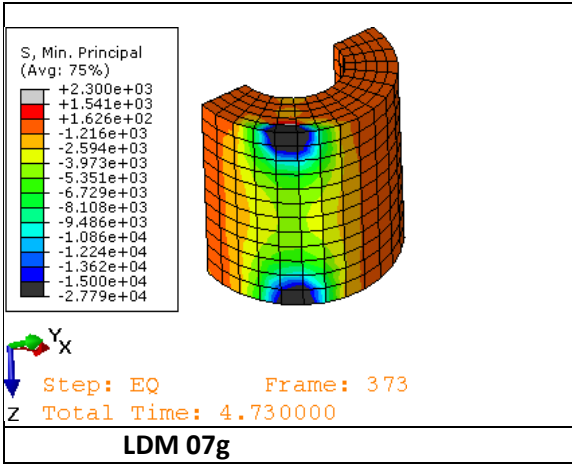 S, Min. Principal
(Avg: 75%)
+2.300e+03
+1.541e+03
+1.626e+02
-1.216e+03
-2.594e+03
-3.973e+03
-5.351e+03
-6.729e+03
-8.108e+03
-9.486e+03
-1.086e+04
-1.224e+04
-1.362e+04
-1.500e+04
-2.779e+04
Y
X
Z
Step: EQ Frame: 373
Total Time: 4.730000
LDM 07g